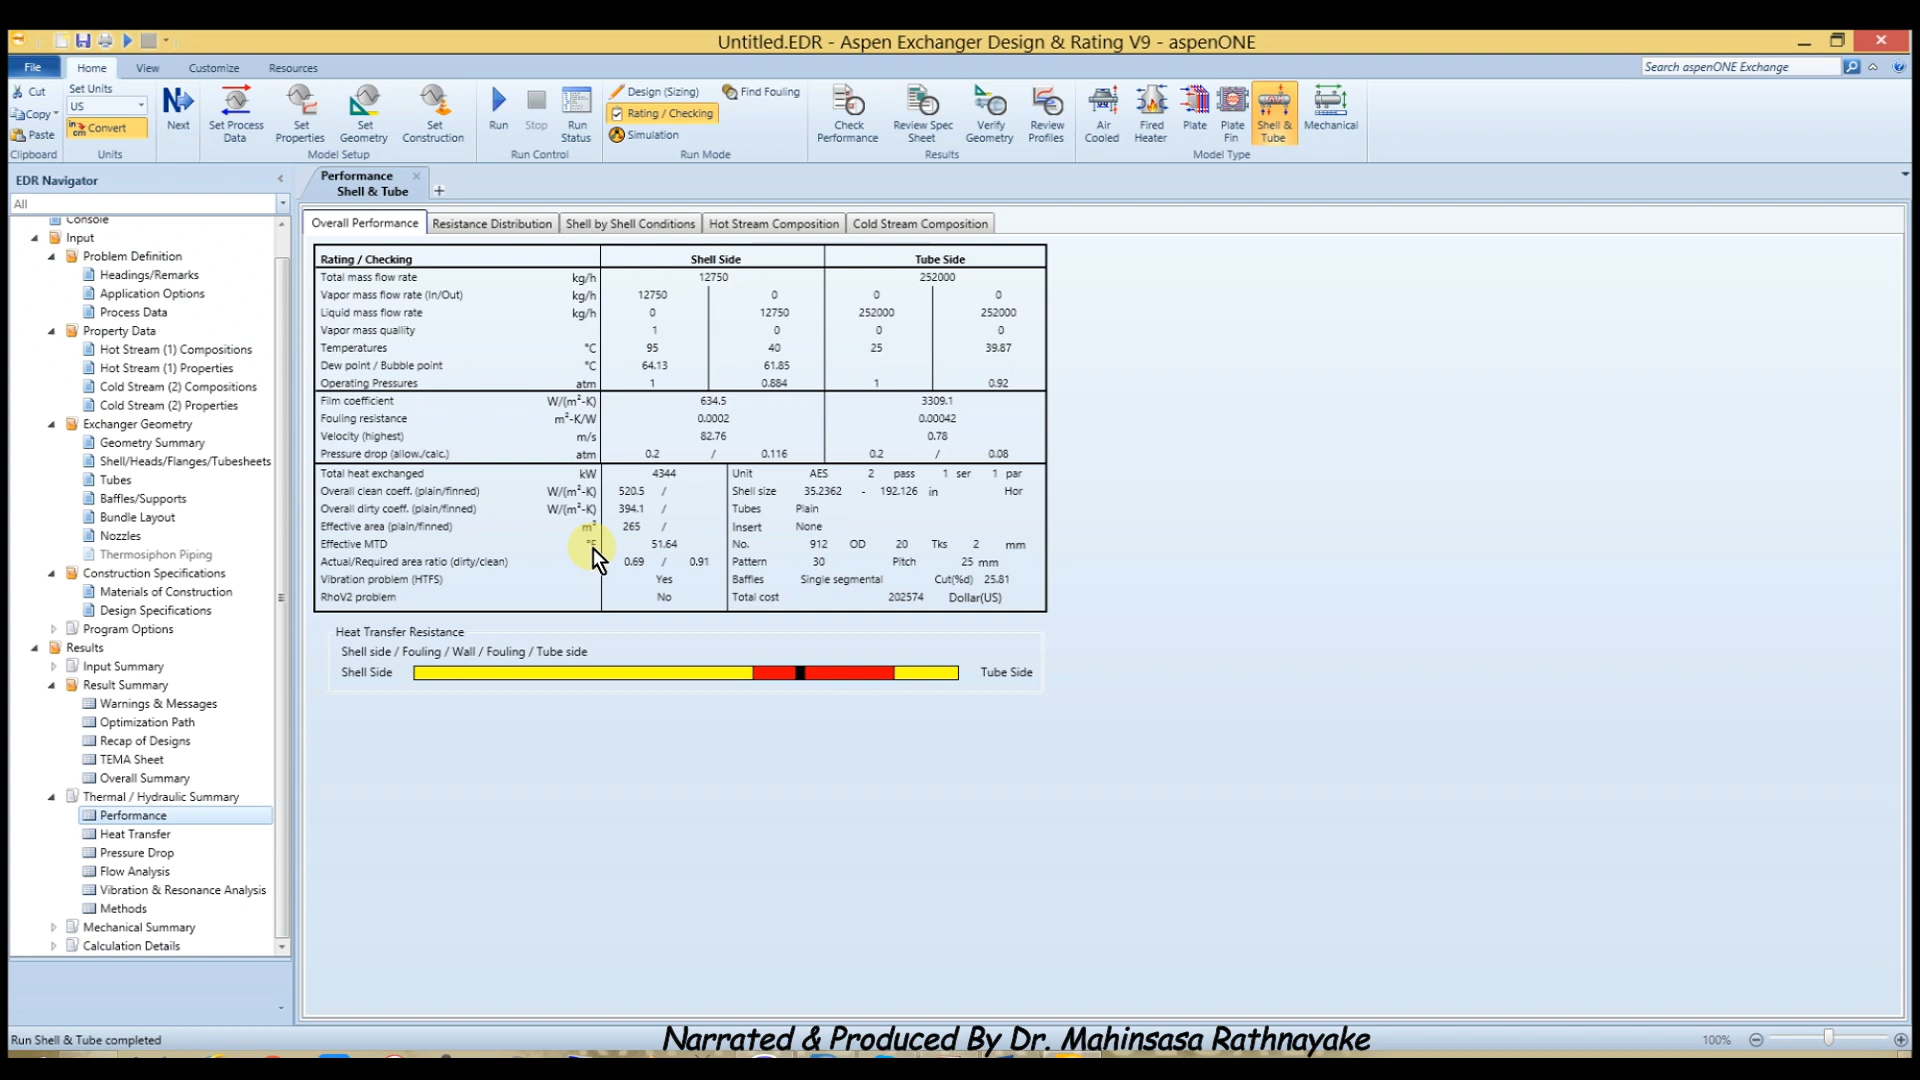 Untitled.EDR - Aspen Exchanger Design & Rating V9 - aspenONE
File Home View Customize Resources Search aspenONE Exchange
Cut Copy Paste Clipboard
Set Units US Convert Units
Next
Set Process Data Set Properties Set Geometry Set Construction Model Setup
Run Stop Run Status Run Control
Design (Sizing) Find Fouling
Rating / Checking
Simulation
Run Mode
Check Performance Review Spec Sheet Verify Geometry Review Profiles Results
Air Cooled Fired Heater Plate Plate Fin Shell & Tube Mechanical Model Type
EDR Navigator
All
Console
Input
Problem Definition
Headings/Remarks
Application Options
Process Data
Property Data
Hot Stream (1) Compositions
Hot Stream (1) Properties
Cold Stream (2) Compositions
Cold Stream (2) Properties
Exchanger Geometry
Geometry Summary
Shell/Heads/Flanges/Tubesheets
Tubes
Baffles/Supports
Bundle Layout
Nozzles
Thermosiphon Piping
Construction Specifications
Materials of Construction
Design Specifications
Program Options
Results
Input Summary
Result Summary
Warnings & Messages
Optimization Path
Recap of Designs
TEMA Sheet
Overall Summary
Thermal / Hydraulic Summary
Performance
Heat Transfer
Pressure Drop
Flow Analysis
Vibration & Resonance Analysis
Methods
Mechanical Summary
Calculation Details
Performance
Shell & Tube
Overall Performance Resistance Distribution Shell by Shell Conditions Hot Stream Composition Cold Stream Composition
Rating / Checking Shell Side Tube Side
Total mass flow rate kg/h 12750 252000
Vapor mass flow rate (In/Out) kg/h 12750 0 0 0
Liquid mass flow rate kg/h 0 12750 252000 252000
Vapor mass quallity 1 0 0 0
Temperatures °C 95 40 25 39.87
Dew point / Bubble point °C 64.13 61.85
Operating Pressures atm 1 0.884 1 0.92
Film coefficient W/(m²-K) 634.5 3309.1
Fouling resistance m²-K/W 0.0002 0.00042
Velocity (highest) m/s 82.76 0.78
Pressure drop (allow./calc.) atm 0.2 / 0.116 0.2 / 0.08
Total heat exchanged kW 4344 Unit AES 2 pass 1 ser 1 par
Overall clean coeff. (plain/finned) W/(m²-K) 520.5 / Shell size 35.2362 - 192.126 in Hor
Overall dirty coeff. (plain/finned) W/(m²-K) 394.1 / Tubes Plain
Effective area (plain/finned) m² 265 / Insert None
Effective MTD °F 51.64 No. 912 OD 20 Tks 2 mm
Actual/Required area ratio (dirty/clean) 0.69 / 0.91 Pattern 30 Pitch 25 mm
Vibration problem (HTFS) Yes Baffles Single segmental Cut(%d) 25.81
RhoV2 problem No Total cost 202574 Dollar(US)
Heat Transfer Resistance
Shell side / Fouling / Wall / Fouling / Tube side
Shell Side Tube Side
Run Shell & Tube completed 100%
Narrated & Produced By Dr. Mahinsasa Rathnayake